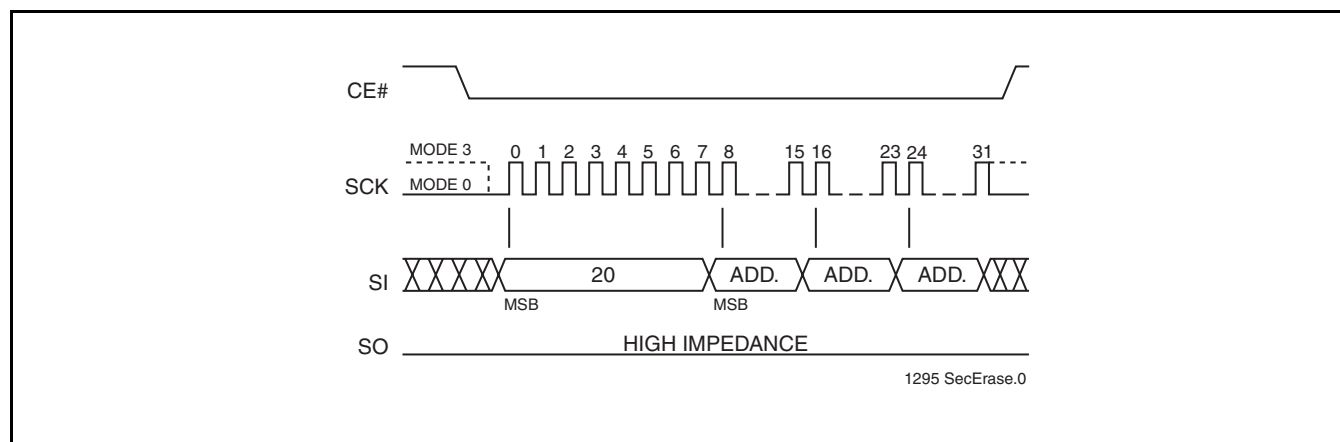 CE#
MODE 3
0 1 2 3 4 5 6 7 8 15 16 23 24 31
SCK
MODE 0
SI
20 ADD. ADD. ADD.
MSB MSB
SO
HIGH IMPEDANCE
1295 SecErase.0